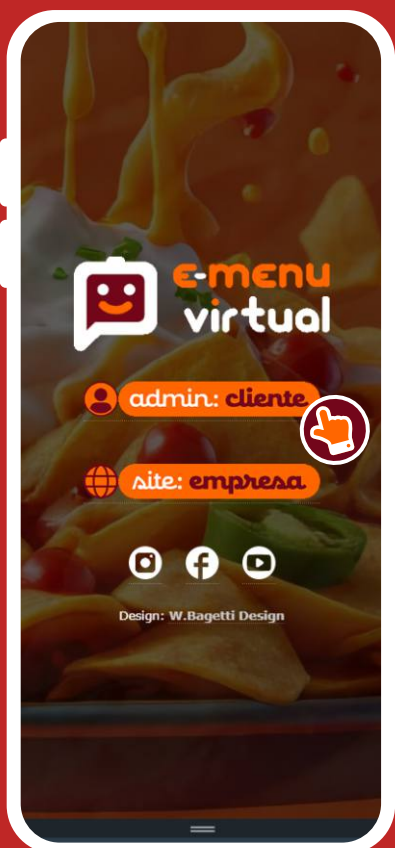 e-menu
virtual
admin: cliente
site: empresa
Design: W.Bagetti Design